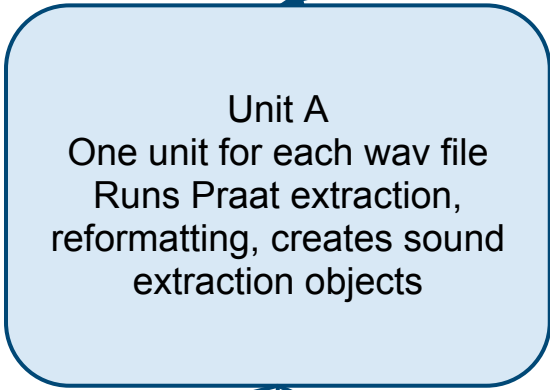 Unit A
One unit for each wav file
Runs Praat extraction,
reformatting, creates sound
extraction objects